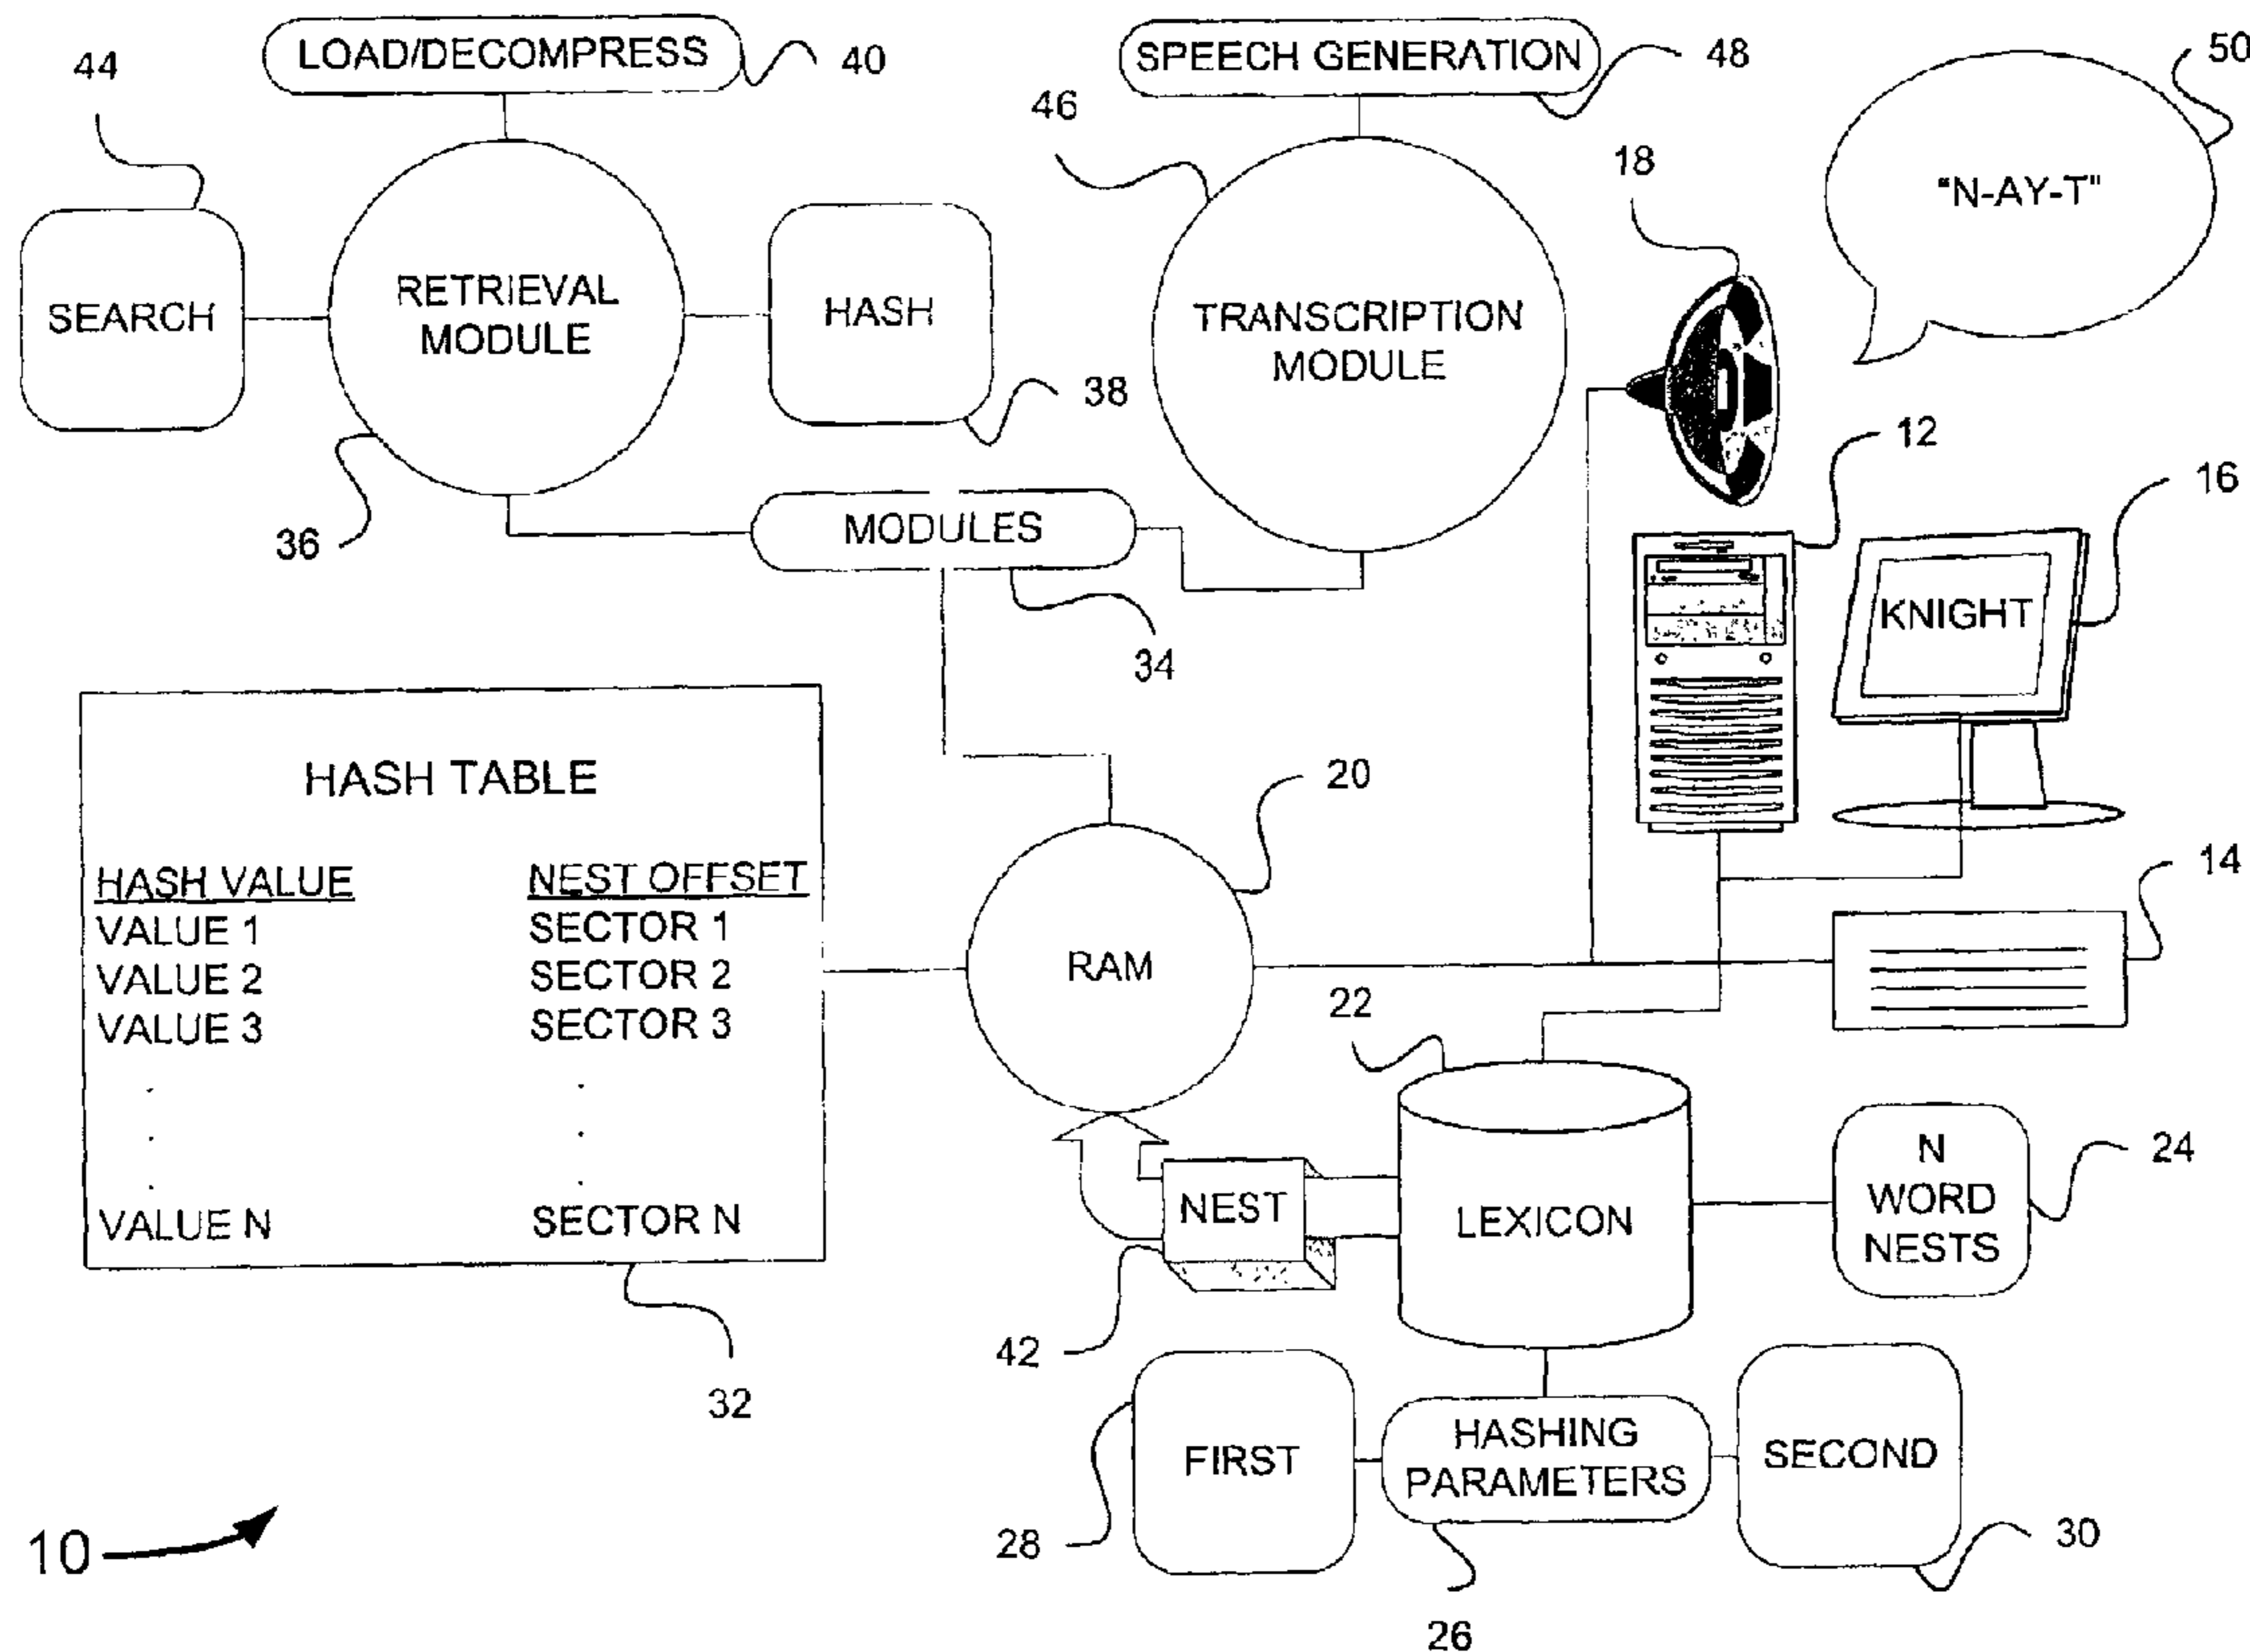 LOAD/DECOMPRESS
40
SPEECH GENERATION
48
50
44
46
18
"N-AY-T"
SEARCH
RETRIEVAL
MODULE
HASH
TRANSCRIPTION
MODULE
38
12
16
36
MODULES
34
KNIGHT
HASH TABLE
20
HASH VALUE
NEST OFFSET
VALUE 1
SECTOR 1
VALUE 2
SECTOR 2
VALUE 3
SECTOR 3
.
.
.
.
.
.
VALUE N
SECTOR N
32
RAM
14
22
NEST
42
LEXICON
N
WORD
NESTS
24
FIRST
28
HASHING
PARAMETERS
26
SECOND
30
10